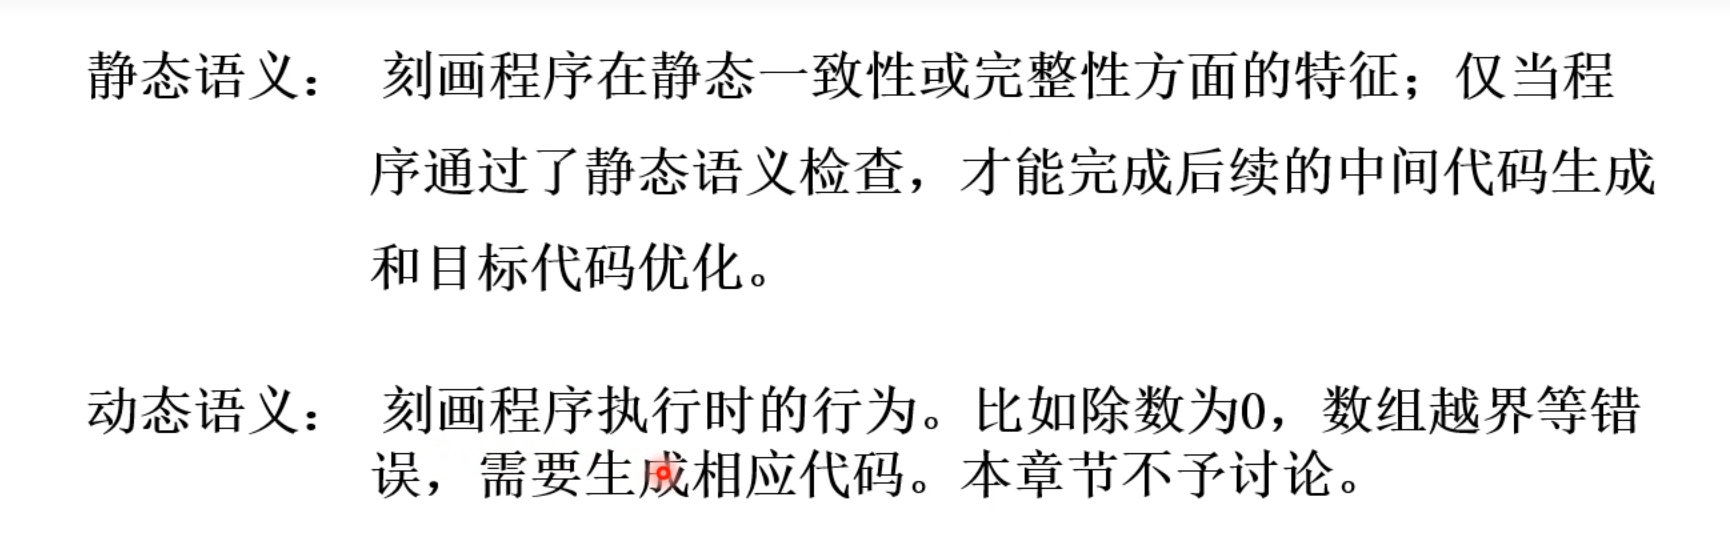 静态语义： 刻画程序在静态一致性或完整性方面的特征；仅当程
序通过了静态语义检查，才能完成后续的中间代码生成
和目标代码优化。
动态语义： 刻画程序执行时的行为。比如除数为0，数组越界等错
误，需要生成相应代码。本章节不予讨论。